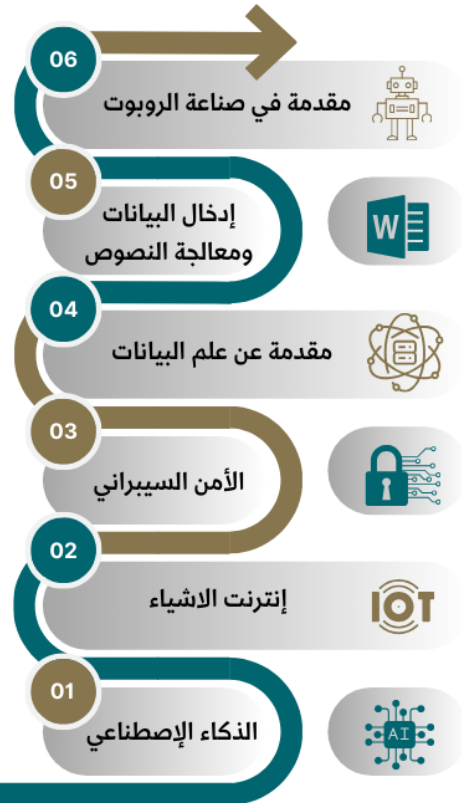 06
مقدمة في صناعة الروبوت
05
إدخال البيانات
ومعالجة النصوص
W
04
مقدمة عن علم البيانات
03
الأمن السيبراني
02
إنترنت الاشياء
IOT
01
الذكاء الإصطناعي
AI